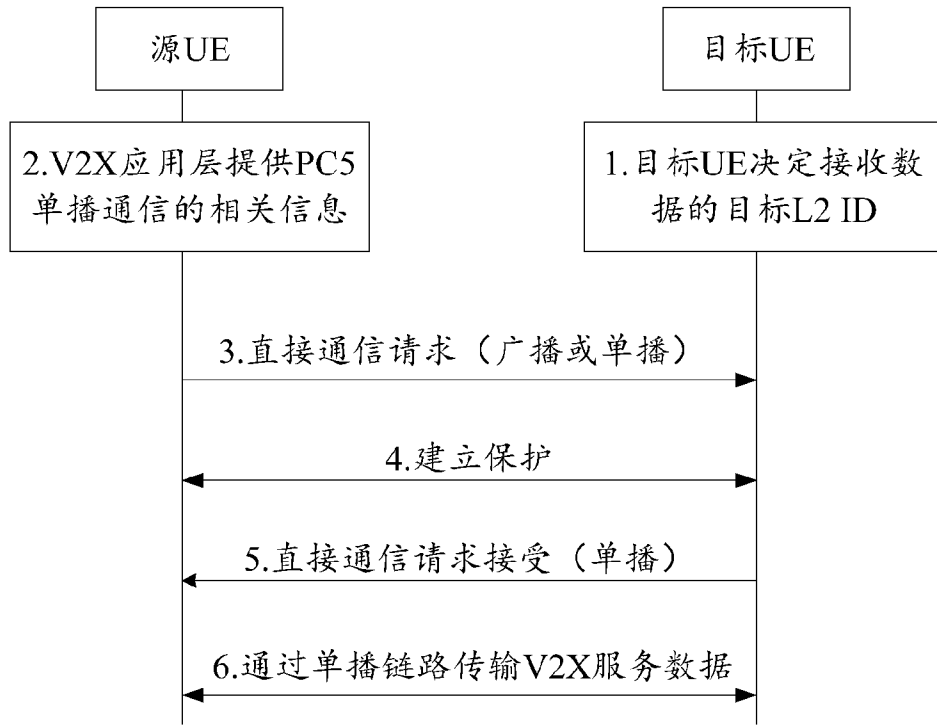 源UE
目标UE
2.V2X应用层提供PC5
单播通信的相关信息
1.目标UE决定接收数
据的目标L2 ID
3.直接通信请求（广播或单播）
4.建立保护
5.直接通信请求接受（单播）
6.通过单播链路传输V2X服务数据